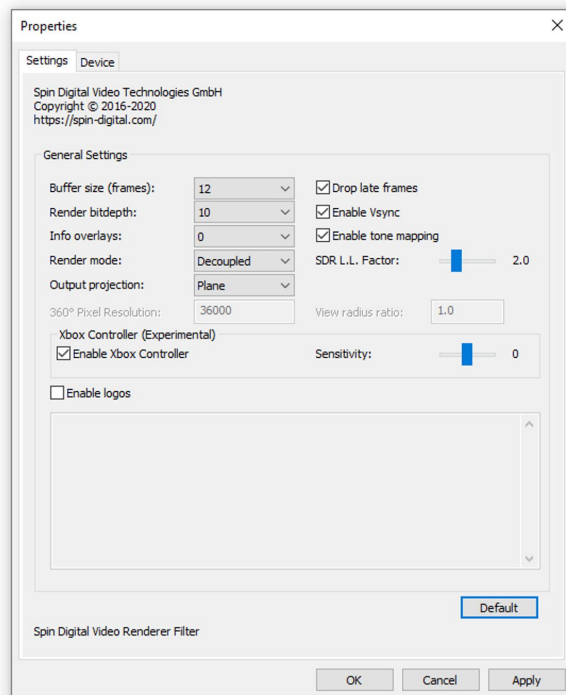 Properties
Settings
Device
Spin Digital Video Technologies GmbH
Copyright © 2016-2020
https://spin-digital.com/
General Settings
Buffer size (frames): 12 Drop late frames
Render bitdepth: 10 Enable Vsync
Info overlays: 0 Enable tone mapping
Render mode: Decoupled SDR L.L. Factor: 2.0
Output projection: Plane
360° Pixel Resolution: 36000 View radius ratio: 1.0
Xbox Controller (Experimental)
Enable Xbox Controller Sensitivity: 0
Enable logos
Default
Spin Digital Video Renderer Filter
OK Cancel Apply